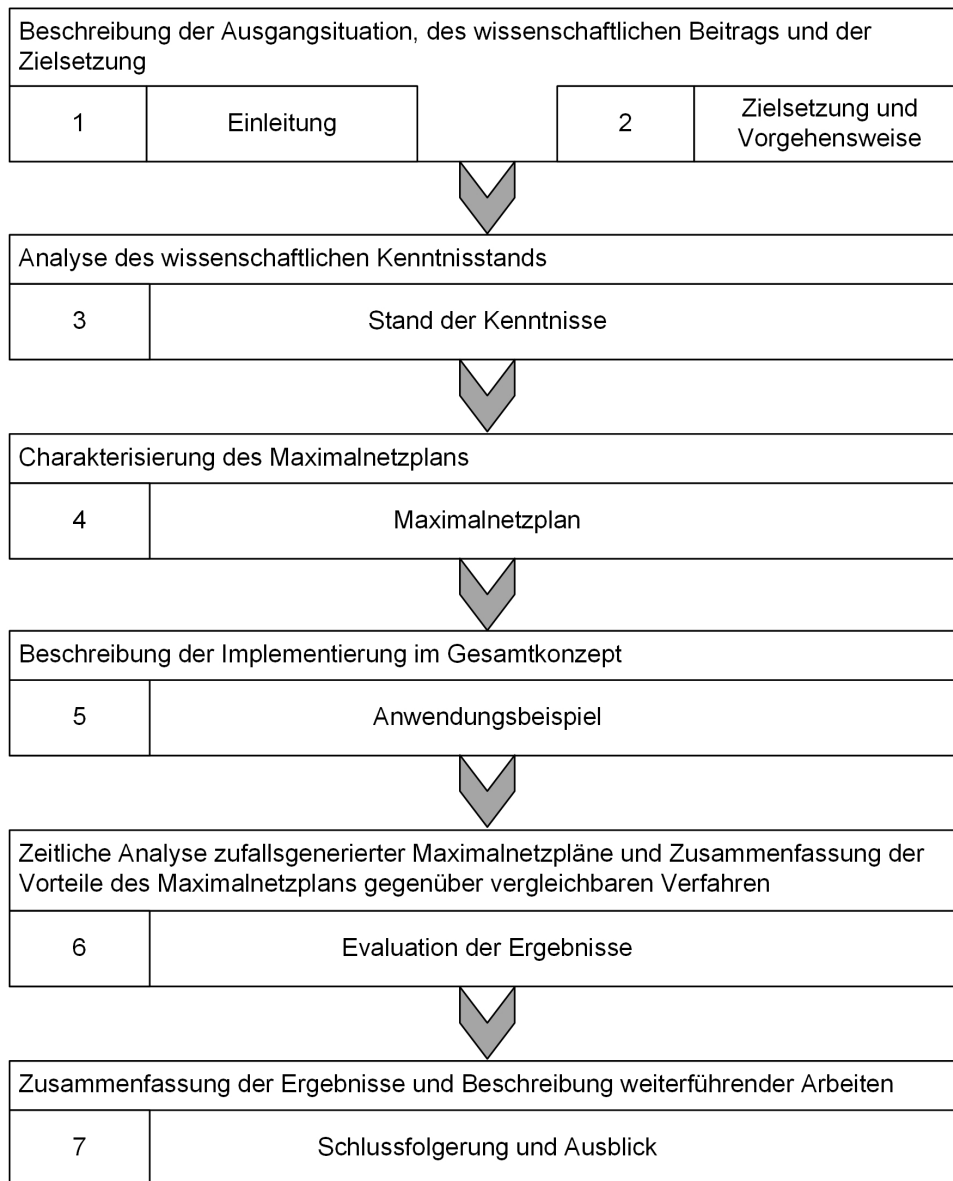 Beschreibung der Ausgangsituation, des wissenschaftlichen Beitrags und der
Zielsetzung
1
Einleitung
2
Zielsetzung und
Vorgehensweise
Analyse des wissenschaftlichen Kenntnisstands
3
Stand der Kenntnisse
Charakterisierung des Maximalnetzplans
4
Maximalnetzplan
Beschreibung der Implementierung im Gesamtkonzept
5
Anwendungsbeispiel
Zeitliche Analyse zufallsgenerierter Maximalnetzpläne und Zusammenfassung der
Vorteile des Maximalnetzplans gegenüber vergleichbaren Verfahren
6
Evaluation der Ergebnisse
Zusammenfassung der Ergebnisse und Beschreibung weiterführender Arbeiten
7
Schlussfolgerung und Ausblick